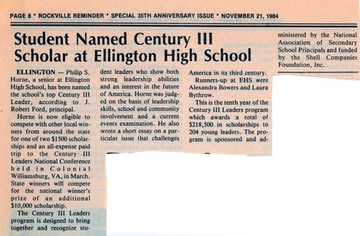 PAGE 8 * ROCKVILLE REMINDER * SPECIAL 35TH ANNIVERSARY ISSUE * NOVEMBER 21, 1984
Student Named Century III
Scholar at Ellington High School
ELLINGTON — Philip S.
Horne, a senior at Ellington
High School, has been named
the school's top Century III
Leader, according to J.
Robert Ford, principal.
Horne is now eligible to
compete with other local win-
ners from around the state
for one of two $1500 scholar-
ships and an all-expense paid
trip to the Century III
Leaders National Conference
held in Colonial
Williamsburg, VA, in March.
State winners will compete
for the national winner's
prize of an additional
$10,000 scholarship.
The Century III Leaders
program is designed to bring
together and recognize stu-
dent leaders who show both
strong leadership abilities
and an interest in the future
of America. Horne was judg-
ed on the basis of leadership
skills, school and community
involvement and a current
events examination. He also
wrote a short essay on a par-
ticular issue that challenges
America in its third century.
Runners-up at EHS were
Alexandra Bowers and Laura
Bythrow.
This is the tenth year of the
Century III Leaders program
which awards a total of
$218,500 in scholarships to
204 young leaders. The pro-
gram is sponsored and ad-
ministered by the National
Association of Secondary
School Principals and funded
by the Shell Companies
Foundation, Inc.